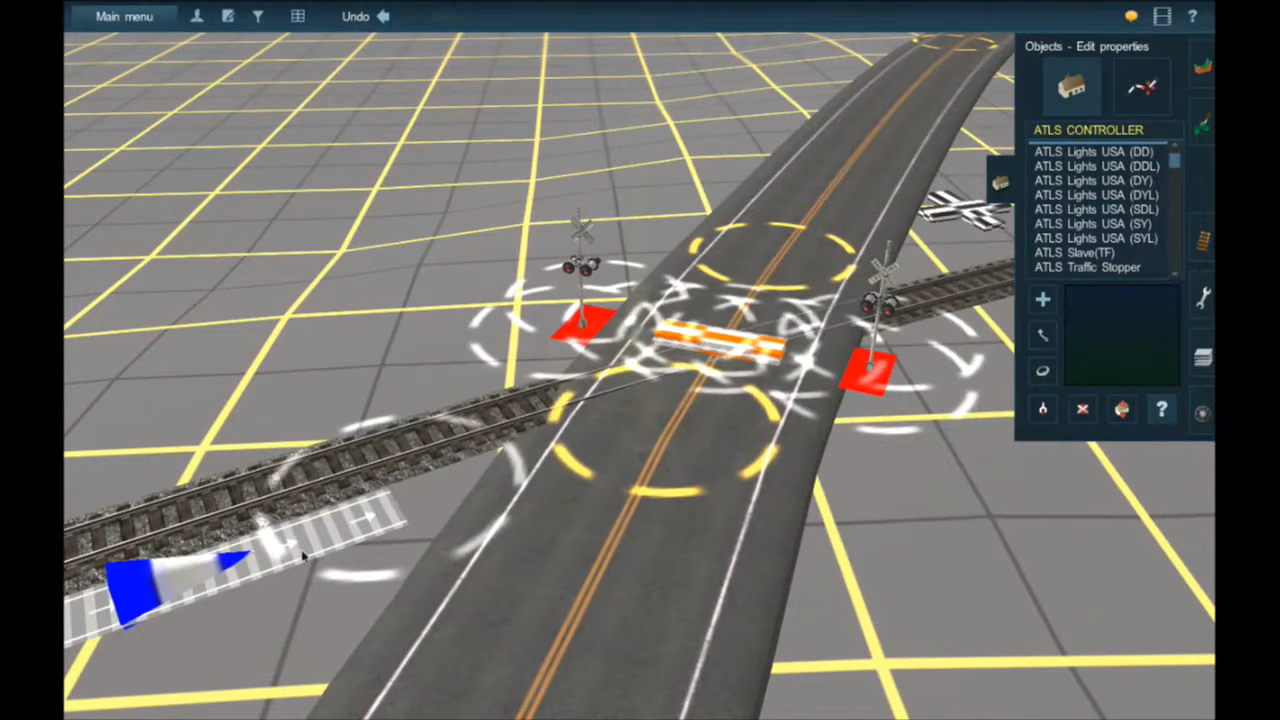 Main menu
Undo
?
Objects - Edit properties
ATLS CONTROLLER
ATLS Lights USA (DD)
ATLS Lights USA (DDL)
ATLS Lights USA (DY)
ATLS Lights USA (DYL)
ATLS Lights USA (SDL)
ATLS Lights USA (SY)
ATLS Lights USA (SYL)
ATLS Slave(TF)
ATLS Traffic Stopper
?